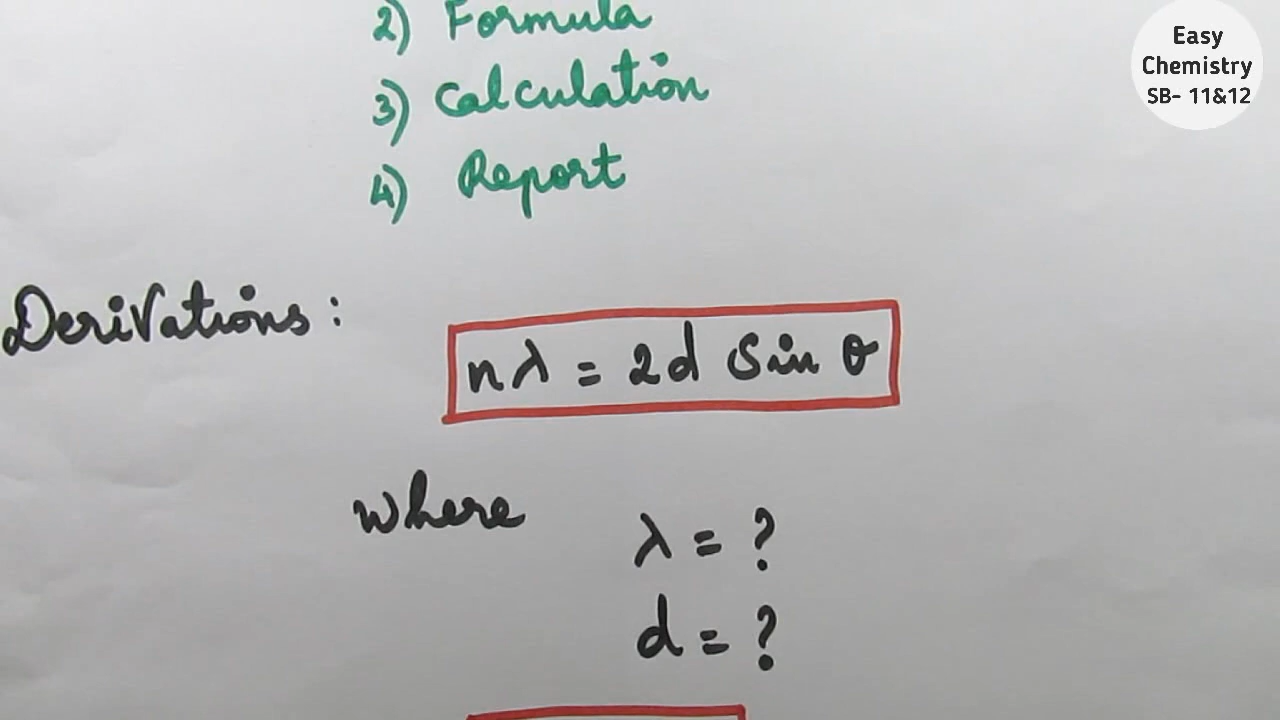 2) Formula
3) Calculation
4) Report
Easy
Chemistry
SB- 11&12
Derivations:
nλ = 2d Sin θ
where
λ = ?
d = ?